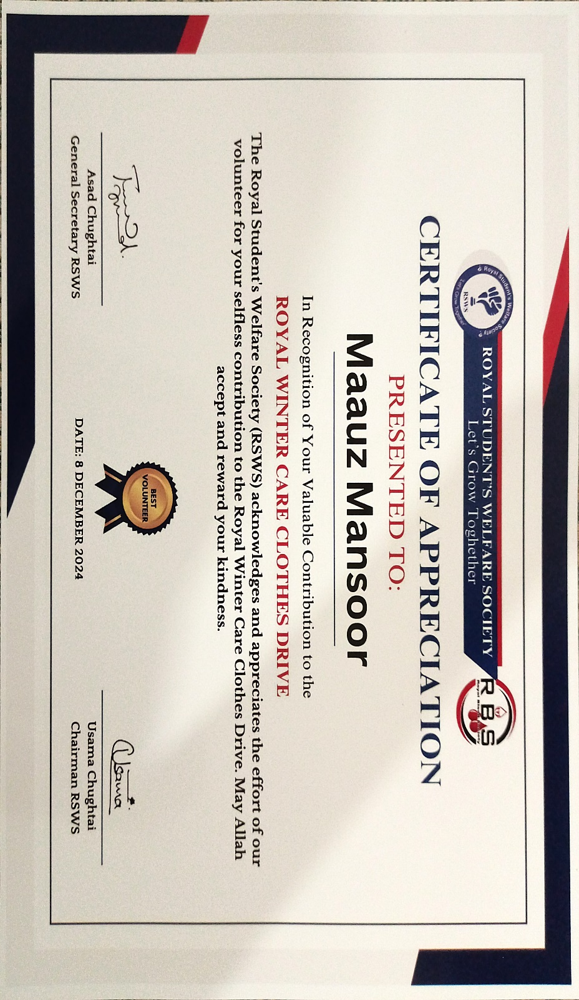 ROYAL STUDENT'S WELFARE SOCIETY
Let's Grow Toghether
Royal Student's Welfare Society
RSWS
Let's Grow Together
RBS
CERTIFICATE OF APPRECIATION
PRESENTED TO:
Maauz Mansoor
In Recognition of Your Valuable Contribution to the
ROYAL WINTER CARE CLOTHES DRIVE
The Royal Student's Welfare Society (RSWS) acknowledges and appreciates the effort of our
volunteer for your selfless contribution to the Royal Winter Care Clothes Drive. May Allah
accept and reward your kindness.
Asad Chughtai
General Secretary RSWS
BEST
VOLUNTEER
DATE: 8 DECEMBER 2024
Usama
Usama Chughtai
Chairman RSWS